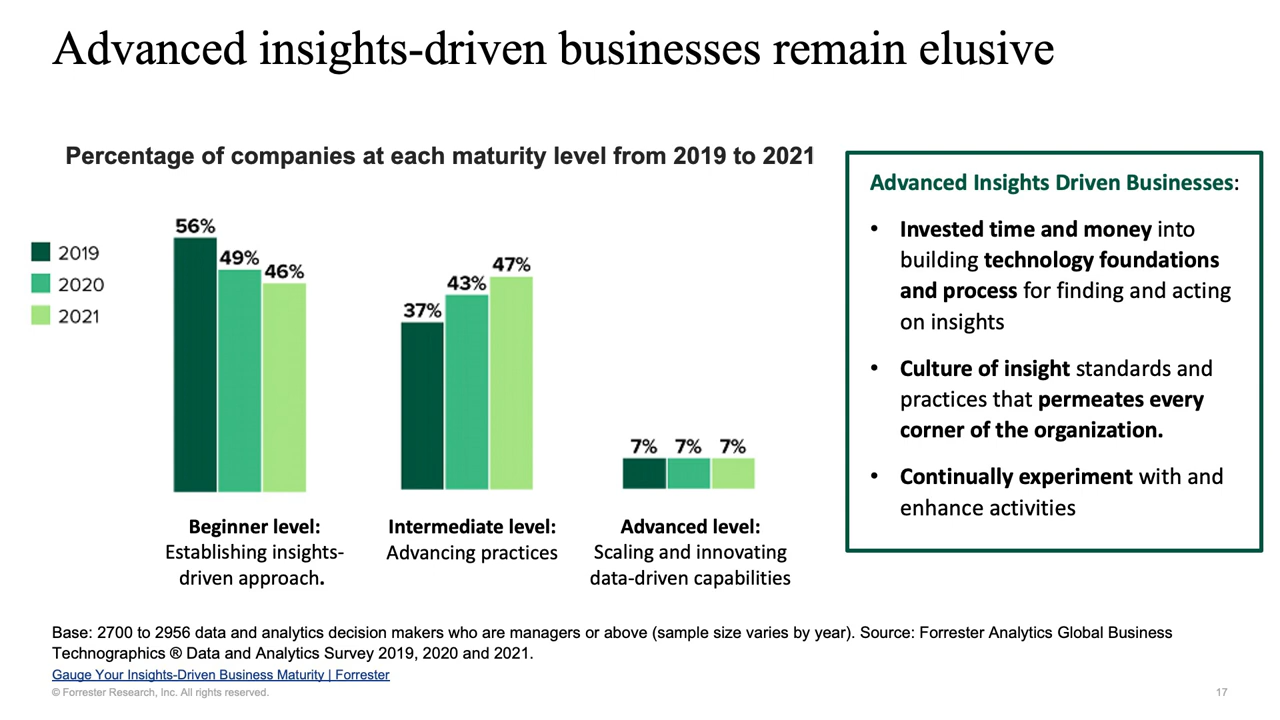 Advanced insights-driven businesses remain elusive
Percentage of companies at each maturity level from 2019 to 2021
2019
2020
2021
56%
49%
46%
37%
43%
47%
7%
7%
7%
Beginner level:
Establishing insights-
driven approach.
Intermediate level:
Advancing practices
Advanced level:
Scaling and innovating
data-driven capabilities
Advanced Insights Driven Businesses:
• Invested time and money into
building technology foundations
and process for finding and acting
on insights
• Culture of insight standards and
practices that permeates every
corner of the organization.
• Continually experiment with and
enhance activities
Base: 2700 to 2956 data and analytics decision makers who are managers or above (sample size varies by year). Source: Forrester Analytics Global Business
Technographics ® Data and Analytics Survey 2019, 2020 and 2021.
Gauge Your Insights-Driven Business Maturity | Forrester
© Forrester Research, Inc. All rights reserved.
17